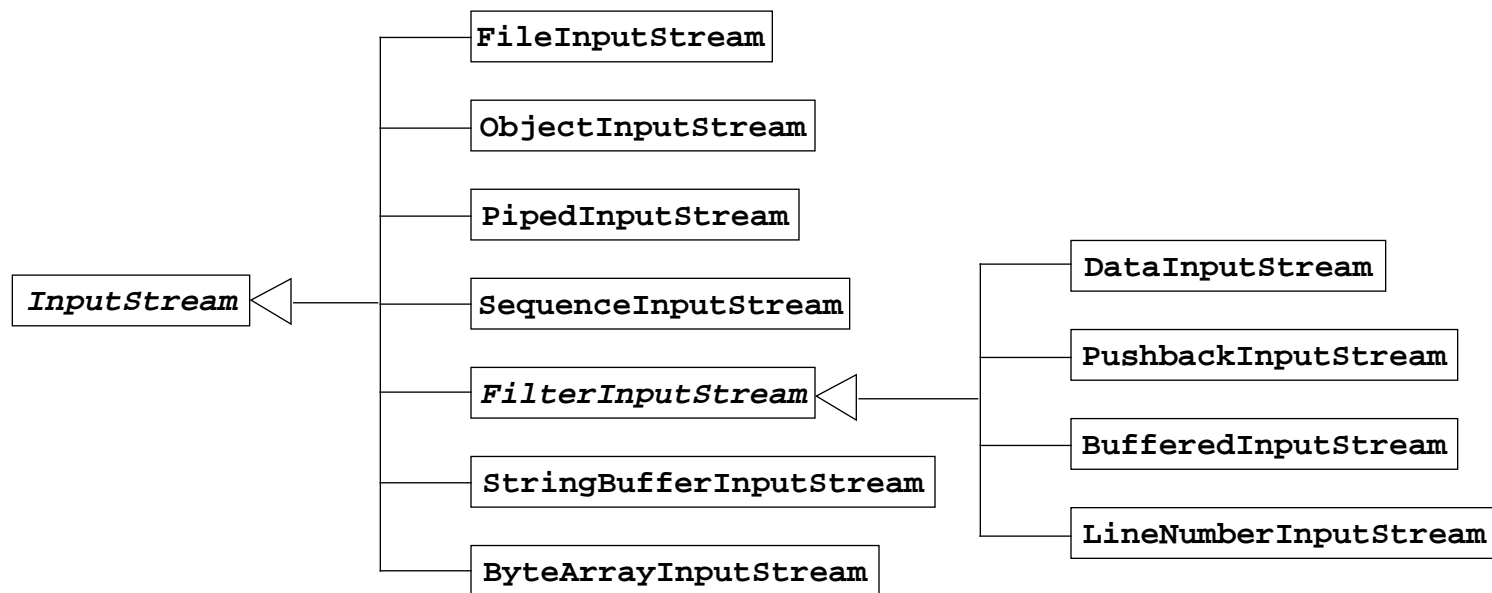 InputStream
FileInputStream
ObjectInputStream
PipedInputStream
SequenceInputStream
FilterInputStream
StringBufferInputStream
ByteArrayInputStream
DataInputStream
PushbackInputStream
BufferedInputStream
LineNumberInputStream